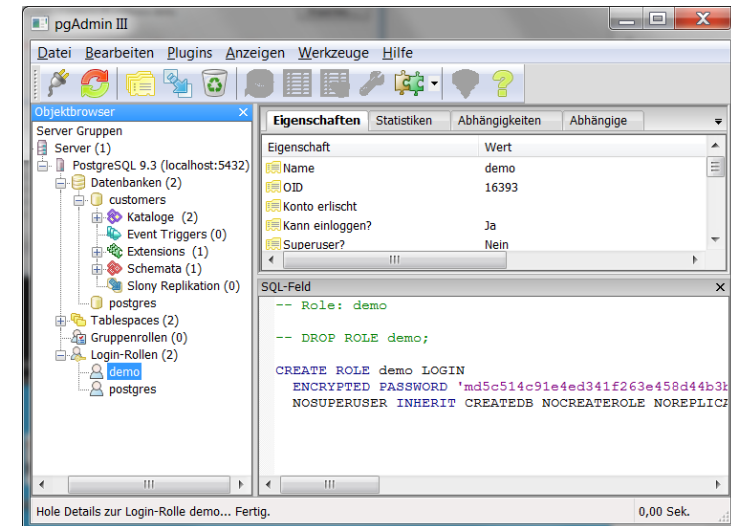 pgAdmin III
Datei Bearbeiten Plugins Anzeigen Werkzeuge Hilfe
Objektbrowser
Server Gruppen
Server (1)
PostgreSQL 9.3 (localhost:5432)
Datenbanken (2)
customers
Kataloge (2)
Event Triggers (0)
Extensions (1)
Schemata (1)
Slony Replikation (0)
postgres
Tablespaces (2)
Gruppenrollen (0)
Login-Rollen (2)
demo
postgres
Eigenschaften Statistiken Abhängigkeiten Abhängige
Eigenschaft Wert
Name demo
OID 16393
Konto erlischt
Kann einloggen? Ja
Superuser? Nein
SQL-Feld
-- Role: demo
-- DROP ROLE demo;
CREATE ROLE demo LOGIN
ENCRYPTED PASSWORD 'md5c514c91e4ed341f263e458d44b3b
NOSUPERUSER INHERIT CREATEDB NOCREATEROLE NOREPLICA
Hole Details zur Login-Rolle demo... Fertig. 0,00 Sek.